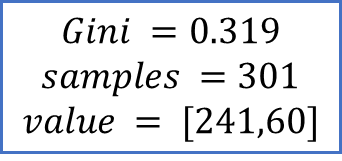 Gini = 0.319
samples = 301
value = [241,60]